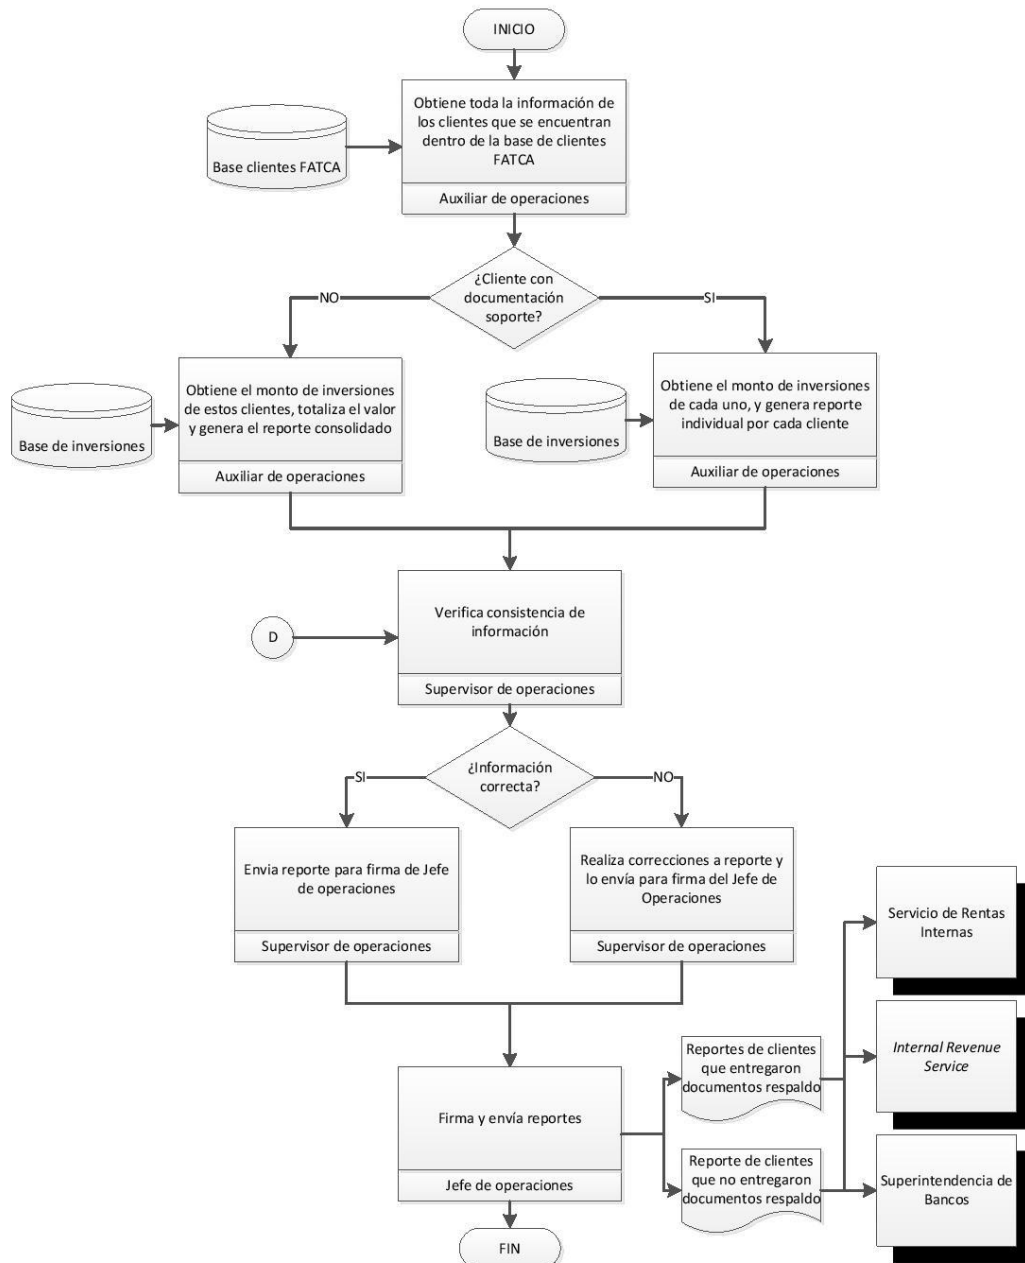 INICIO
Obtiene toda la información de
los clientes que se encuentran
dentro de la base de clientes
FATCA
Base clientes FATCA
Auxiliar de operaciones
¿Cliente con
documentación
soporte?
NO
SI
Obtiene el monto de inversiones
de estos clientes, totaliza el valor
y genera el reporte consolidado
Base de inversiones
Auxiliar de operaciones
Obtiene el monto de inversiones
de cada uno, y genera reporte
individual por cada cliente
Base de inversiones
Auxiliar de operaciones
Verifica consistencia de
información
D
Supervisor de operaciones
¿Información
correcta?
SI
NO
Envia reporte para firma de Jefe
de operaciones
Supervisor de operaciones
Realiza correcciones a reporte y
lo envía para firma del Jefe de
Operaciones
Supervisor de operaciones
Servicio de Rentas
Internas
Internal Revenue
Service
Superintendencia de
Bancos
Reportes de clientes
que entregaron
documentos respaldo
Reporte de clientes
que no entregaron
documentos respaldo
Firma y envía reportes
Jefe de operaciones
FIN